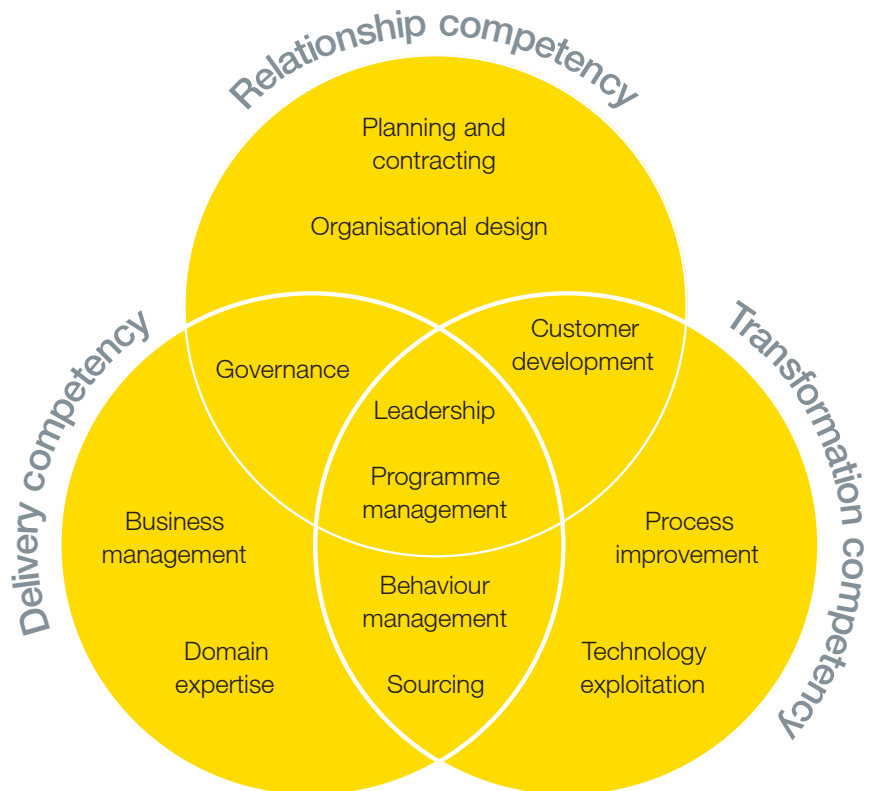 Relationship competency
Planning and
contracting
Organisational design
Delivery competency
Transformation competency
Governance
Customer
development
Leadership
Programme
management
Business
management
Process
improvement
Behaviour
management
Domain
expertise
Sourcing
Technology
exploitation